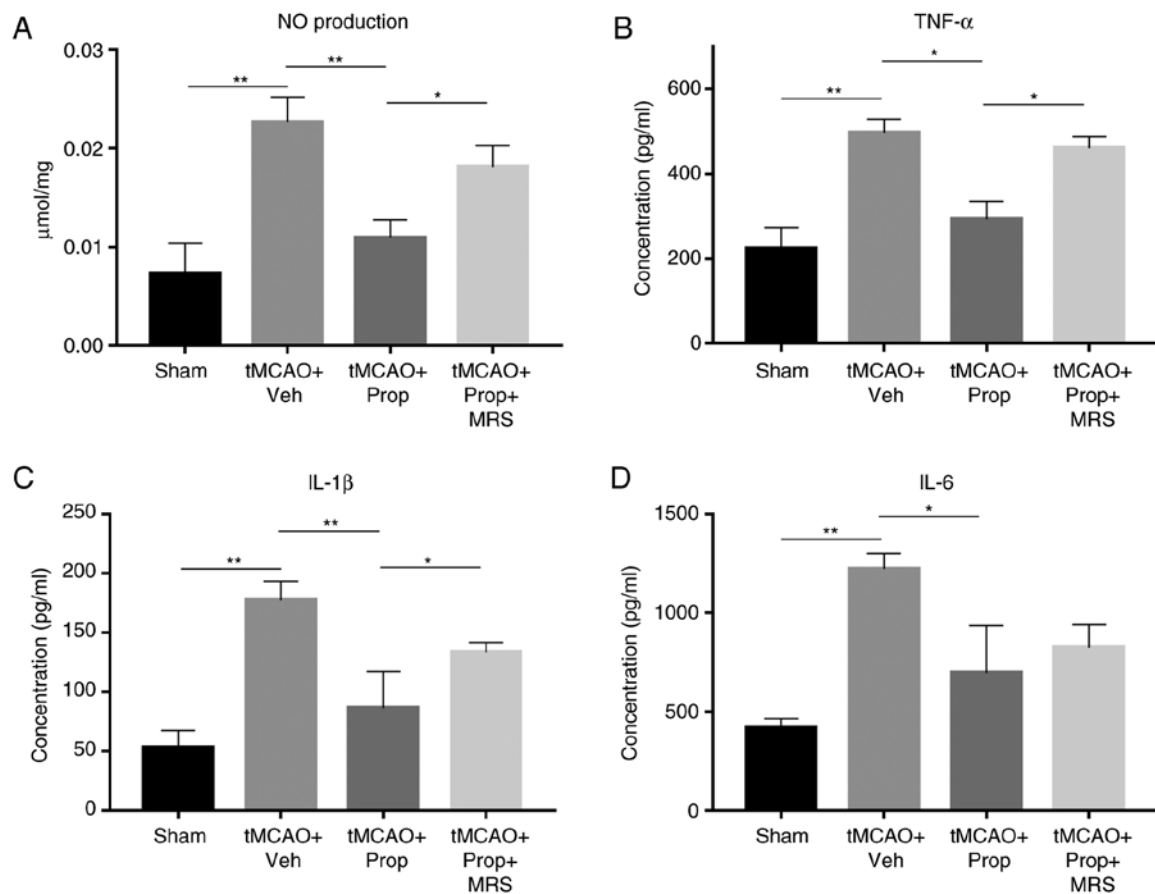 A
NO production
μmol/mg
0.03
0.02
0.01
0.00
**
**
*
Sham
tMCAO+
Veh
tMCAO+
Prop
tMCAO+
Prop+
MRS
B
TNF-α
Concentration (pg/ml)
600
400
200
0
**
*
*
Sham
tMCAO+
Veh
tMCAO+
Prop
tMCAO+
Prop+
MRS
C
IL-1β
Concentration (pg/ml)
250
200
150
100
50
0
**
**
*
Sham
tMCAO+
Veh
tMCAO+
Prop
tMCAO+
Prop+
MRS
D
IL-6
Concentration (pg/ml)
1500
1000
500
0
**
*
Sham
tMCAO+
Veh
tMCAO+
Prop
tMCAO+
Prop+
MRS